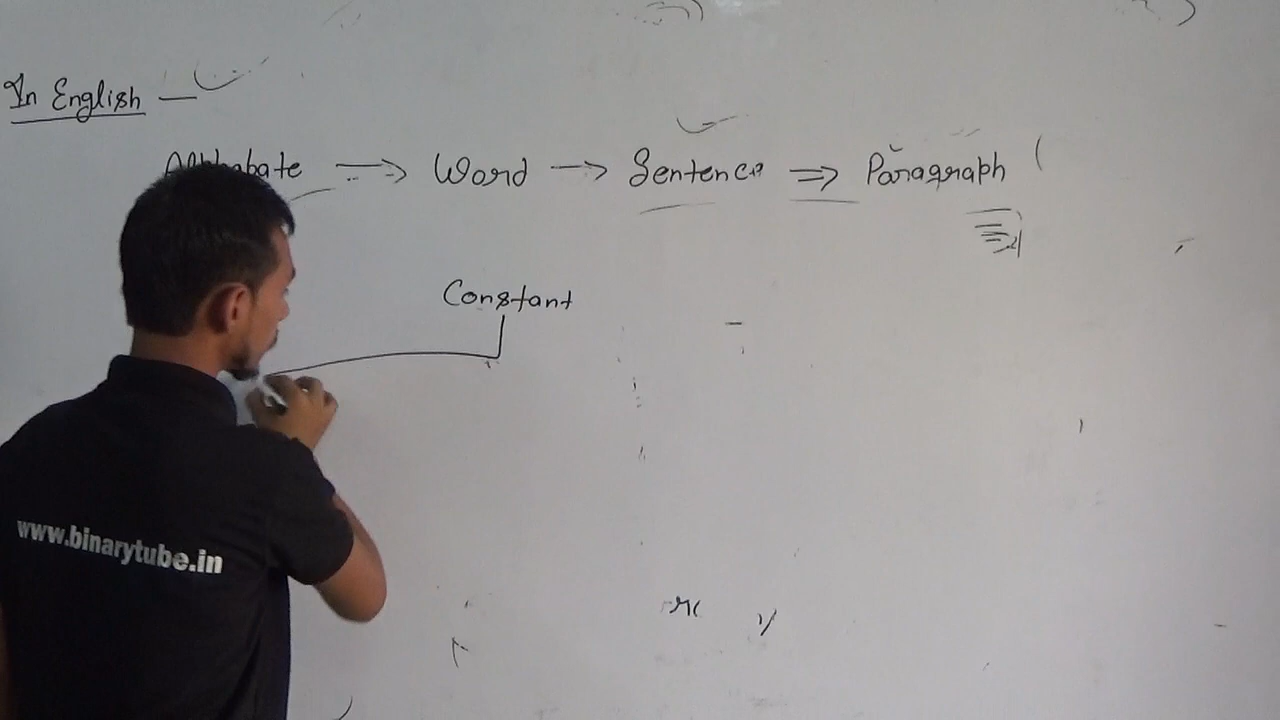 In English —
Alphabate → Word → Sentence ⇒ Paragraph (
Constant
www.binarytube.in